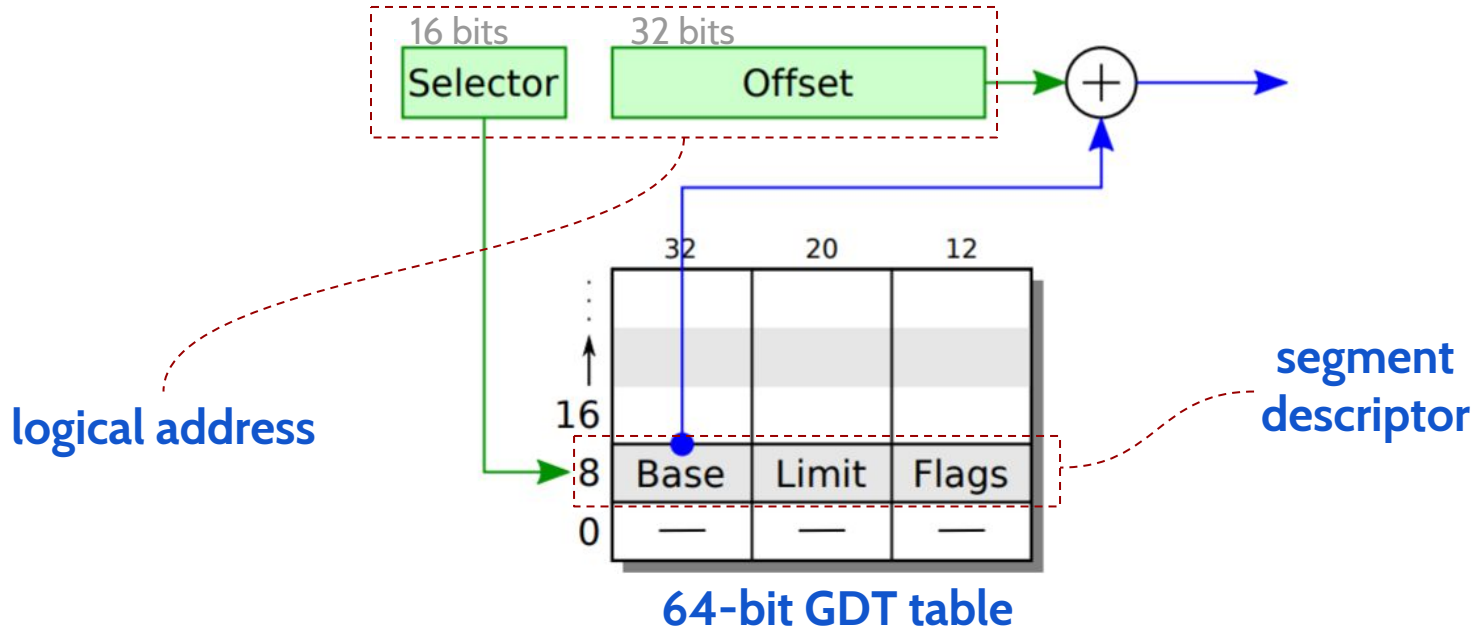 16 bits 32 bits
Selector Offset
32 20 12
16
8 Base Limit Flags
0
logical address
segment
descriptor
64-bit GDT table